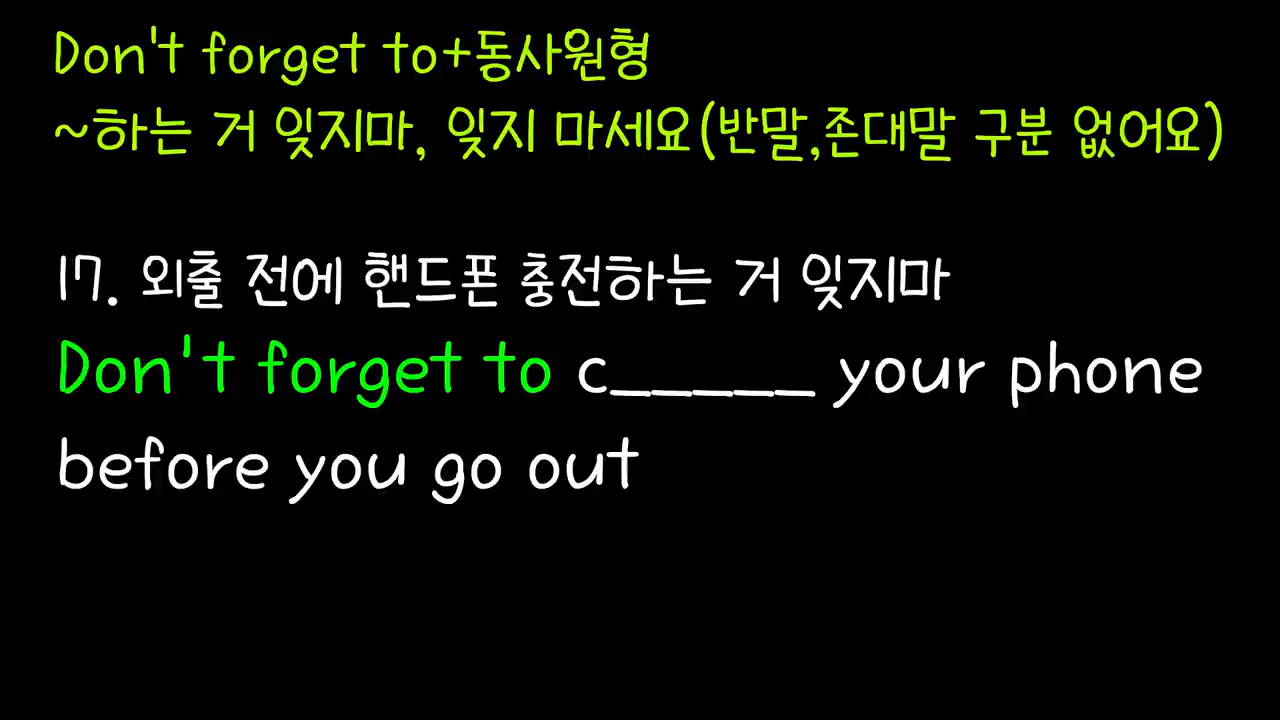 Don't forget to+동사원형
~하는 거 잊지마, 잊지 마세요(반말,존대말 구분 없어요)
17. 외출 전에 핸드폰 충전하는 거 잊지마
Don't forget to c_____ your phone
before you go out